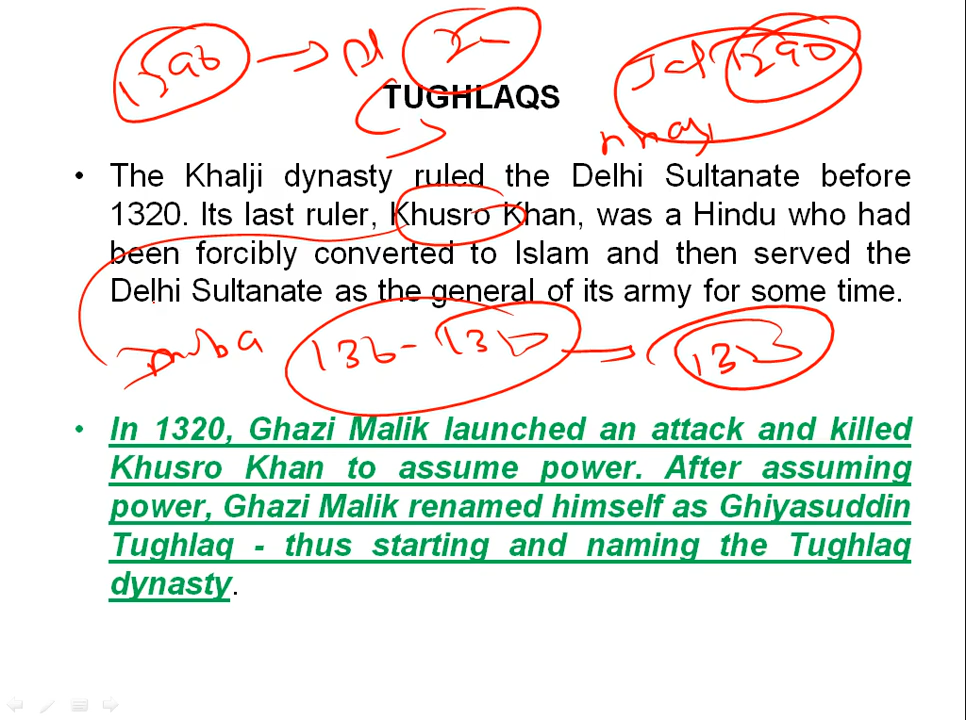 1290
TUGHLAQS
• The Khalji dynasty ruled the Delhi Sultanate before
1320. Its last ruler, Khusro Khan, was a Hindu who had
been forcibly converted to Islam and then served the
Delhi Sultanate as the general of its army for some time.
• In 1320, Ghazi Malik launched an attack and killed
Khusro Khan to assume power. After assuming
power, Ghazi Malik renamed himself as Ghiyasuddin
Tughlaq - thus starting and naming the Tughlaq
dynasty.